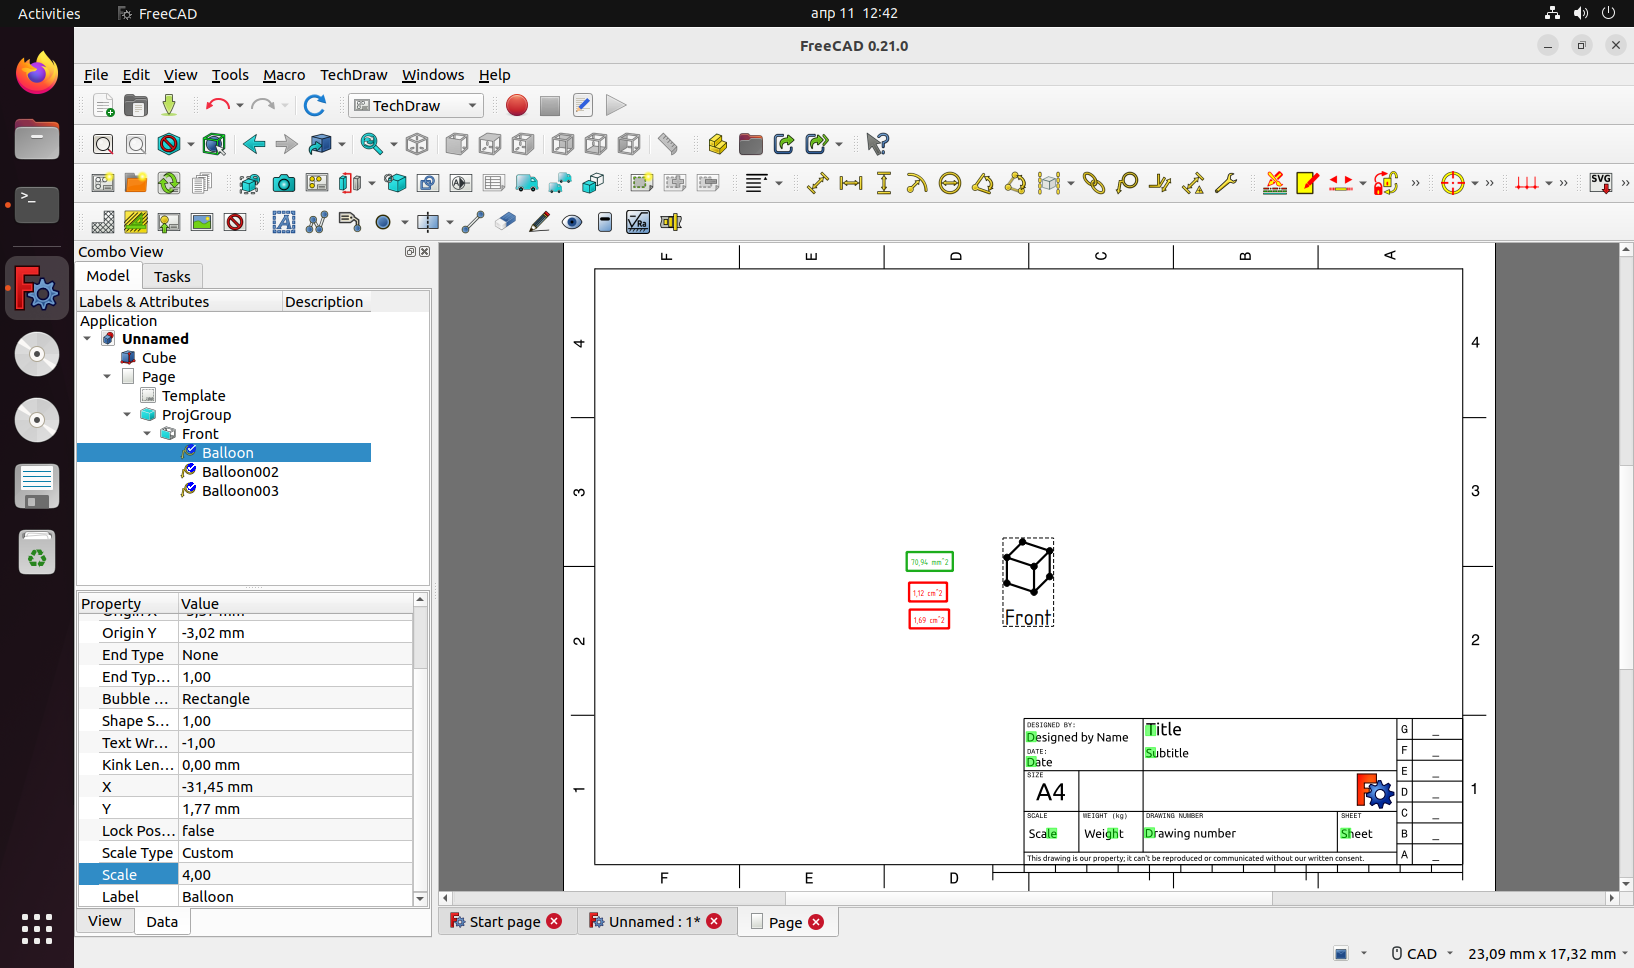 Activities
FreeCAD
апр 11 12:42
FreeCAD 0.21.0
File Edit View Tools Macro TechDraw Windows Help
TechDraw
SVG
Ra
Combo View
Model Tasks
Labels & Attributes Description
Application
Unnamed
Cube
Page
Template
ProjGroup
Front
Balloon
Balloon002
Balloon003
Property Value
Origin Y -3,02 mm
End Type None
End Typ... 1,00
Bubble ... Rectangle
Shape S... 1,00
Text Wr... -1,00
Kink Len... 0,00 mm
X -31,45 mm
Y 1,77 mm
Lock Pos... false
Scale Type Custom
Scale 4,00
Label Balloon
View Data
F E D C B A
4 4
3 3
2 2
1 1
70,94 mm^2
1,12 cm^2
1,69 cm^2
Front
DESIGNED BY:
Designed by Name
DATE:
Date
Title
Subtitle
SIZE
A4
SCALE
Scale
WEIGHT (kg)
Weight
DRAWING NUMBER
Drawing number
SHEET
Sheet
This drawing is our property; it can't be reproduced or communicated without our written consent.
G _
F _
E _
D _
C _
B _
A _
F E D
Start page
Unnamed : 1*
Page
CAD
23,09 mm x 17,32 mm